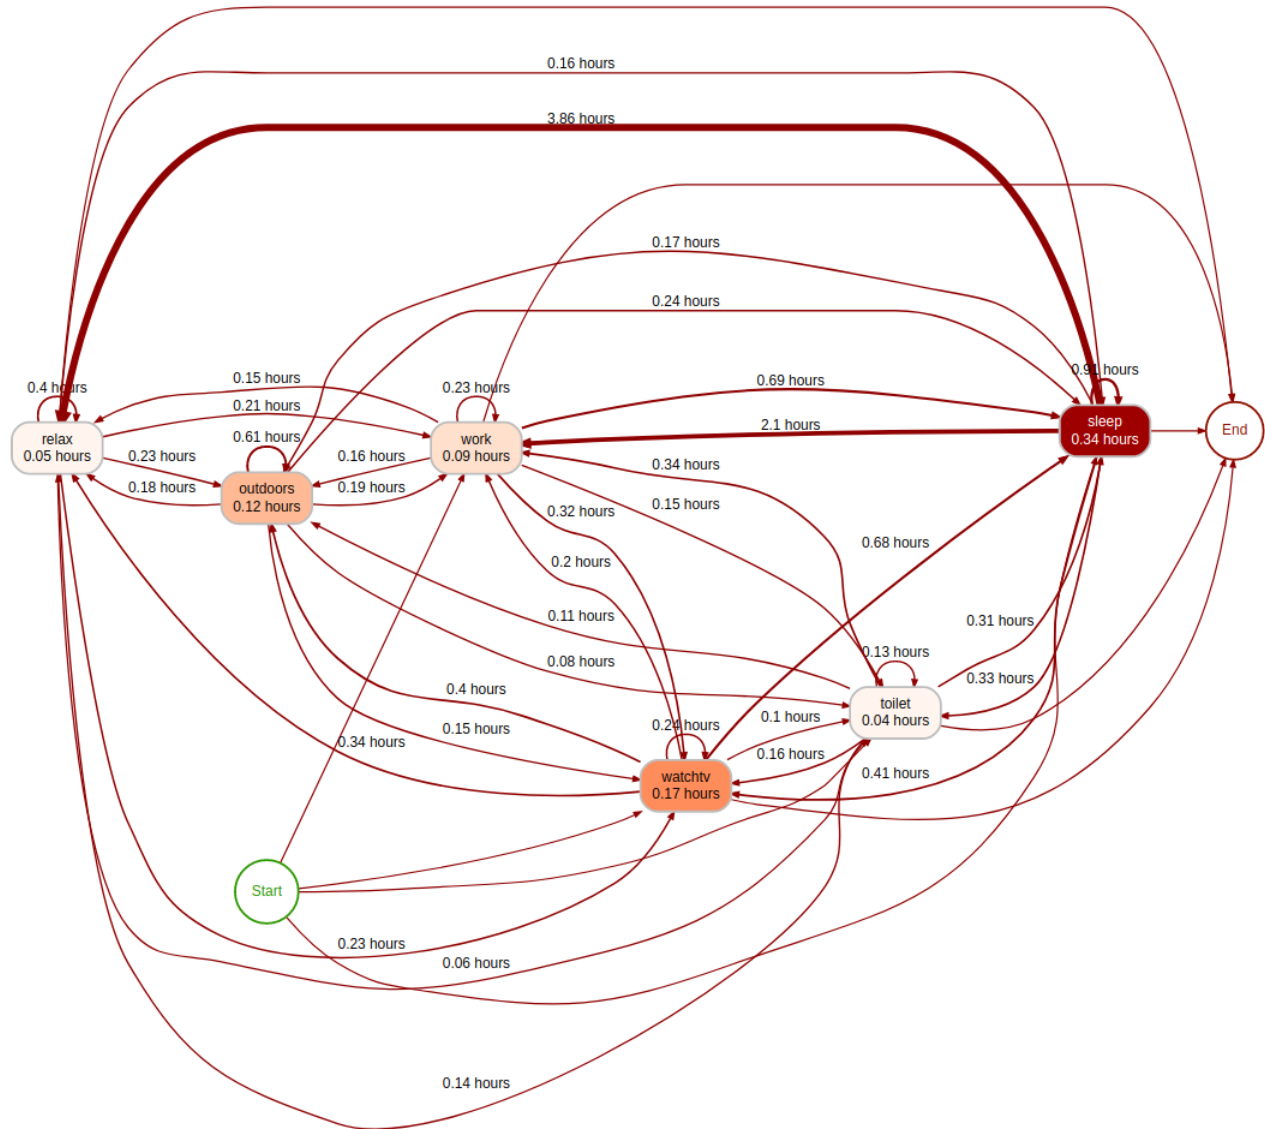 0.16 hours
3.86 hours
0.17 hours
0.24 hours
0.91 hours
0.69 hours
0.15 hours
0.4 hours
0.23 hours
0.21 hours
sleep
0.34 hours
2.1 hours
End
relax
0.05 hours
0.61 hours
work
0.09 hours
0.23 hours
0.16 hours
0.34 hours
0.18 hours
outdoors
0.12 hours
0.19 hours
0.15 hours
0.32 hours
0.68 hours
0.2 hours
0.11 hours
0.31 hours
0.08 hours
0.13 hours
0.33 hours
0.4 hours
toilet
0.04 hours
0.1 hours
0.15 hours
0.24 hours
0.34 hours
0.16 hours
0.41 hours
watchtv
0.17 hours
Start
0.23 hours
0.06 hours
0.14 hours